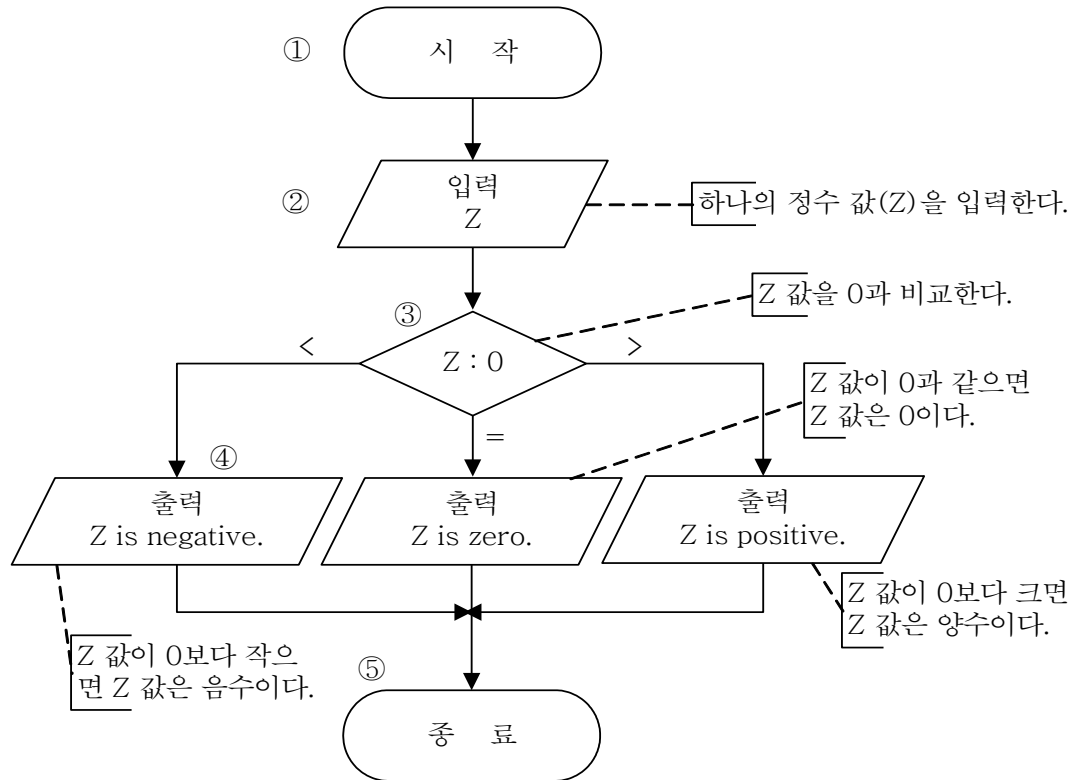 ① 시 작
② 입력
Z
하나의 정수 값(Z)을 입력한다.
Z 값을 0과 비교한다.
③ Z : 0
<
>
=
Z 값이 0과 같으면
Z 값은 0이다.
④
출력
Z is negative.
출력
Z is zero.
출력
Z is positive.
Z 값이 0보다 크면
Z 값은 양수이다.
Z 값이 0보다 작으
면 Z 값은 음수이다.
⑤ 종 료